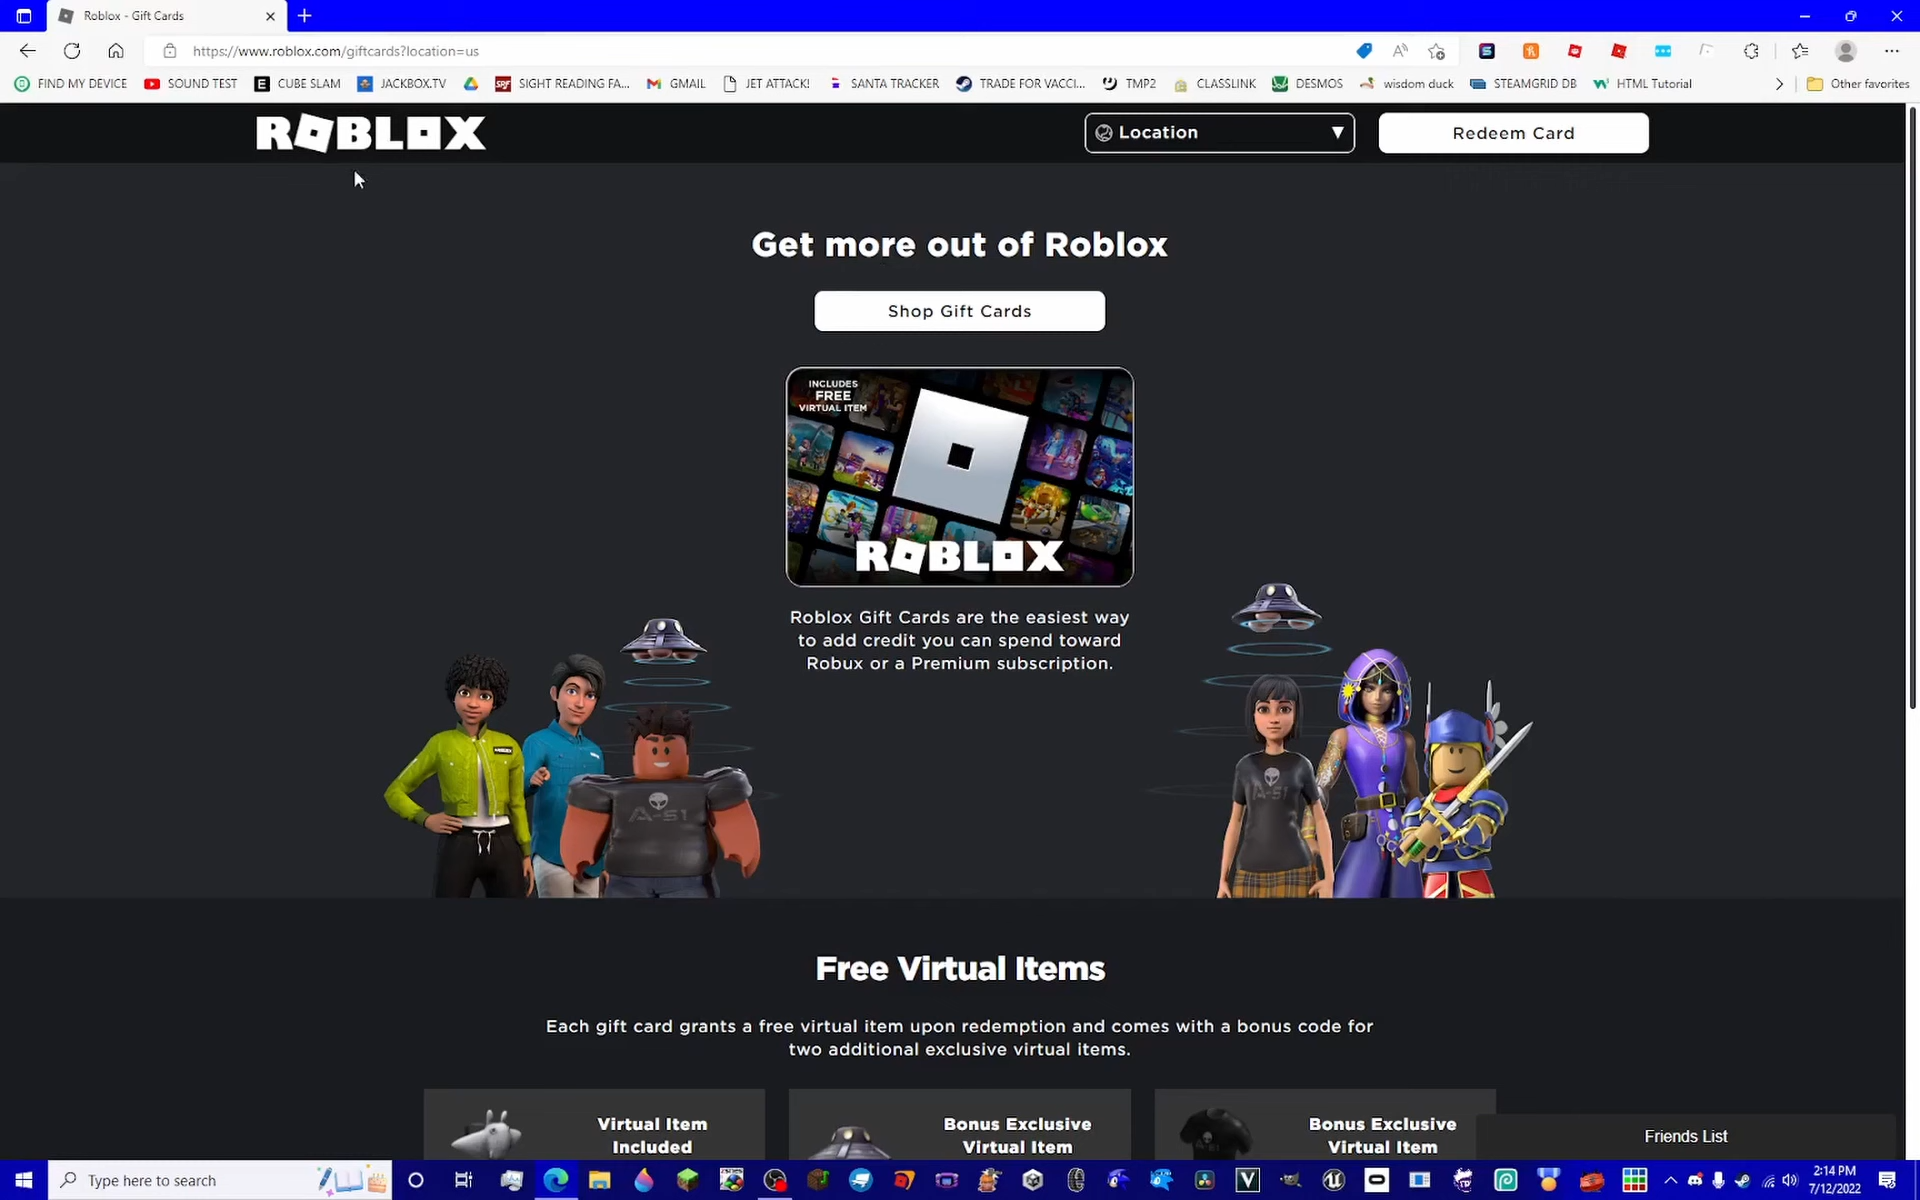 Roblox - Gift Cards
https://www.roblox.com/giftcards?location=us
FIND MY DEVICE
SOUND TEST
CUBE SLAM
JACKBOX.TV
SIGHT READING FA...
GMAIL
JET ATTACK!
SANTA TRACKER
TRADE FOR VACCI...
TMP2
CLASSLINK
DESMOS
wisdom duck
STEAMGRID DB
HTML Tutorial
Other favorites
ROBLOX
Location
Redeem Card
Get more out of Roblox
Shop Gift Cards
INCLUDES
FREE
VIRTUAL ITEM
ROBLOX
Roblox Gift Cards are the easiest way
to add credit you can spend toward
Robux or a Premium subscription.
A-51
A-51
Free Virtual Items
Each gift card grants a free virtual item upon redemption and comes with a bonus code for
two additional exclusive virtual items.
Virtual Item
Included
Bonus Exclusive
Virtual Item
Bonus Exclusive
Virtual Item
Friends List
Type here to search
2:14 PM
7/12/2022